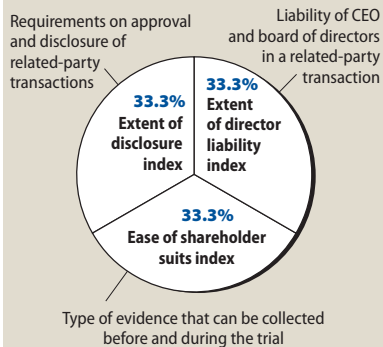 Requirements on approval
and disclosure of
related-party
transactions
Liability of CEO
and board of directors
in a related-party
transaction
33.3%
Extent of
disclosure
index
33.3%
Extent
of director
liability
index
33.3%
Ease of shareholder
suits index
Type of evidence that can be collected
before and during the trial